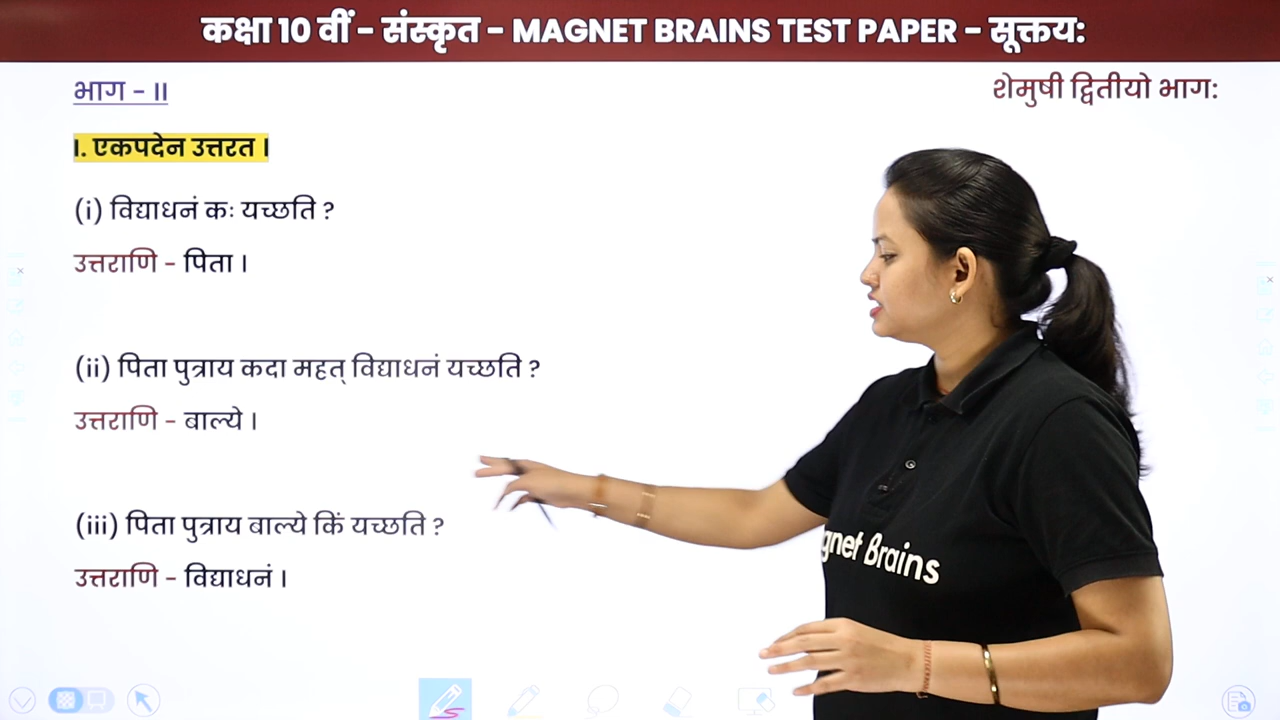 कक्षा 10 वीं - संस्कृत - MAGNET BRAINS TEST PAPER - सूक्तय:
भाग - II
शेमुषी द्वितीयो भाग:
I. एकपदेन उत्तरत ।
(i) विद्याधनं कः यच्छति ?
उत्तराणि - पिता ।
(ii) पिता पुत्राय कदा महत् विद्याधनं यच्छति ?
उत्तराणि - बाल्ये ।
(iii) पिता पुत्राय बाल्ये किं यच्छति ?
उत्तराणि - विद्याधनं ।
gnet Brains